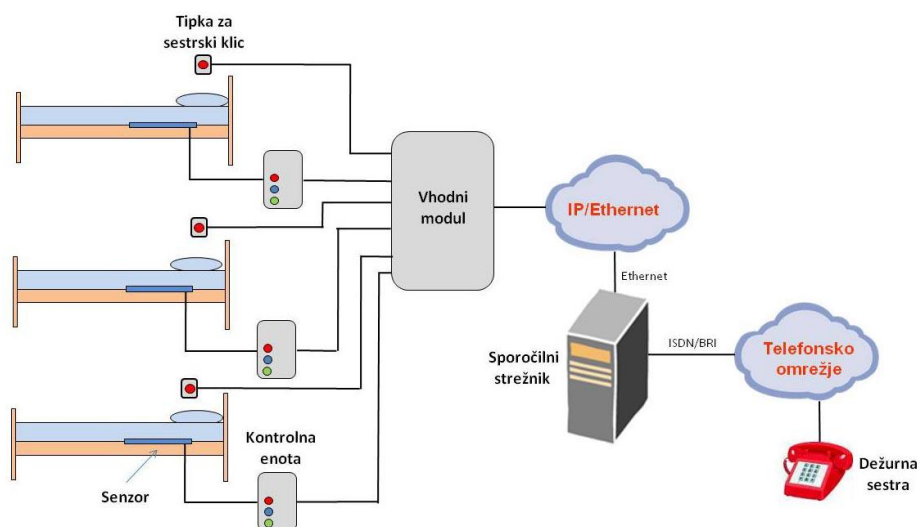 Tipka za
sestrski klic
Vhodni
modul
IP/Ethernet
Ethernet
Sporočilni
strežnik
ISDN/BRI
Telefonsko
omrežje
Kontrolna
enota
Senzor
Dežurna
sestra